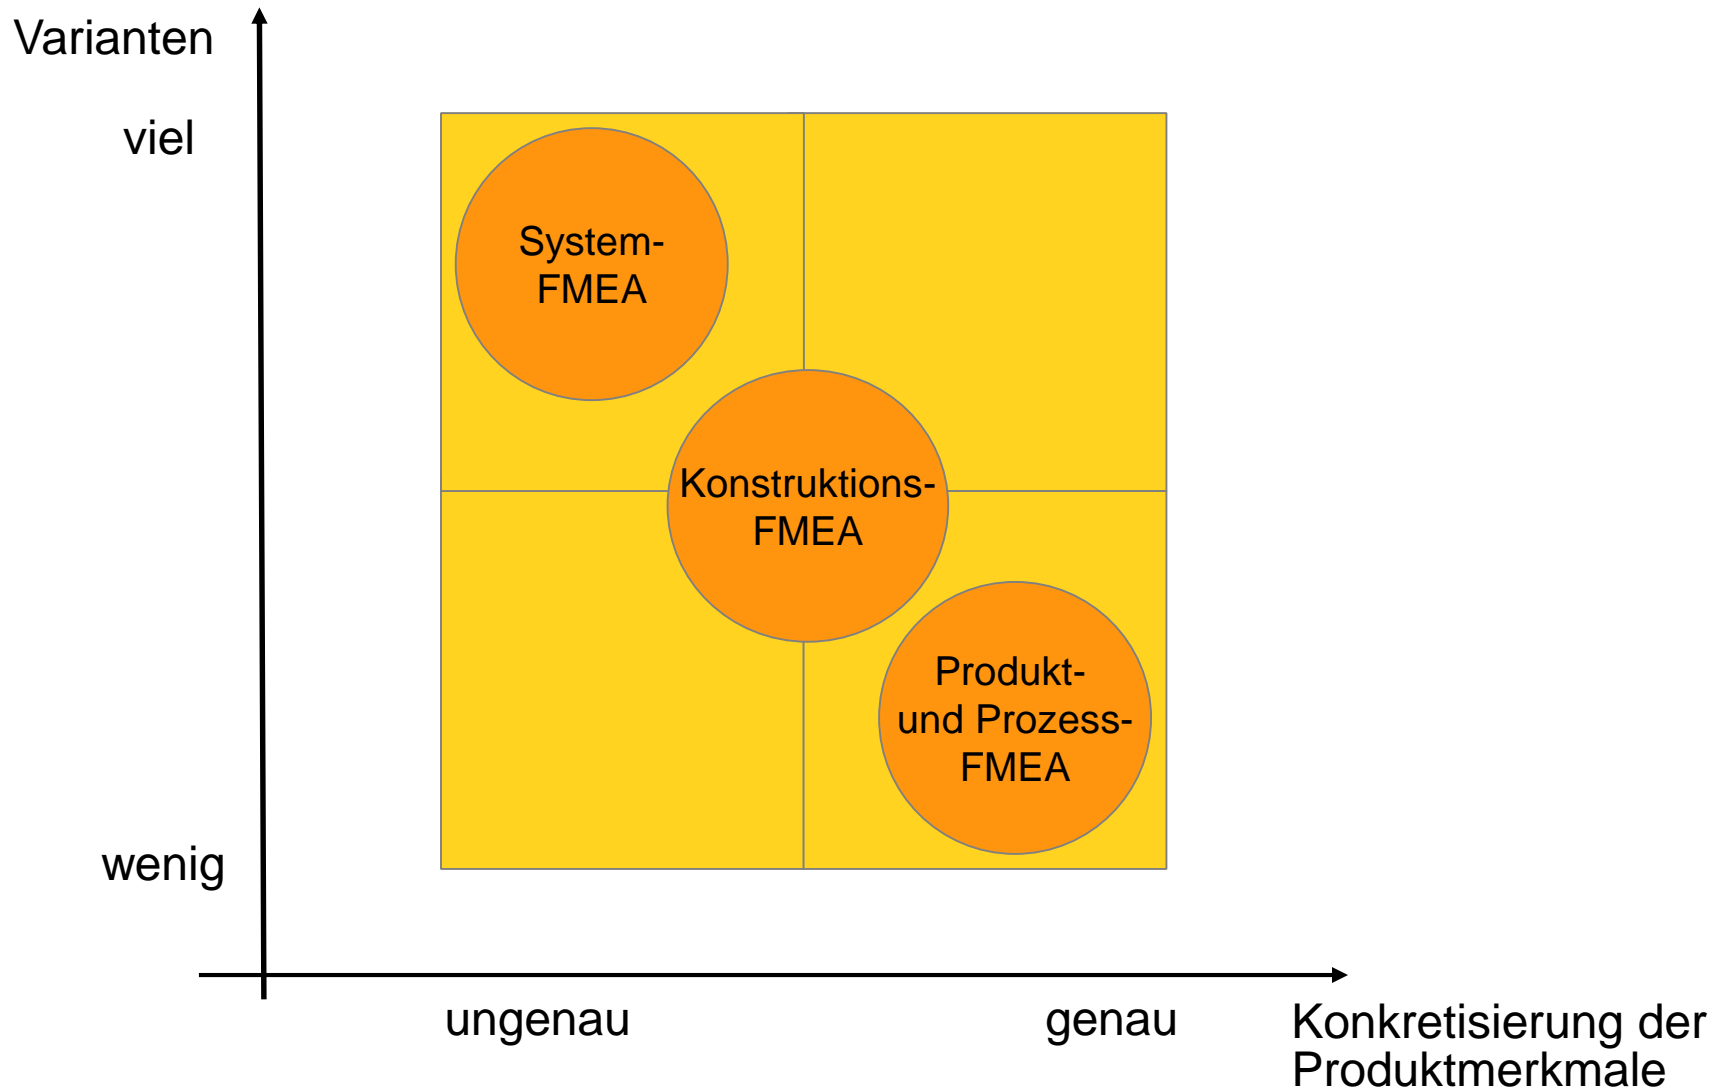 Varianten
viel
System-
FMEA
Konstruktions-
FMEA
Produkt-
und Prozess-
FMEA
wenig
ungenau
genau
Konkretisierung der
Produktmerkmale